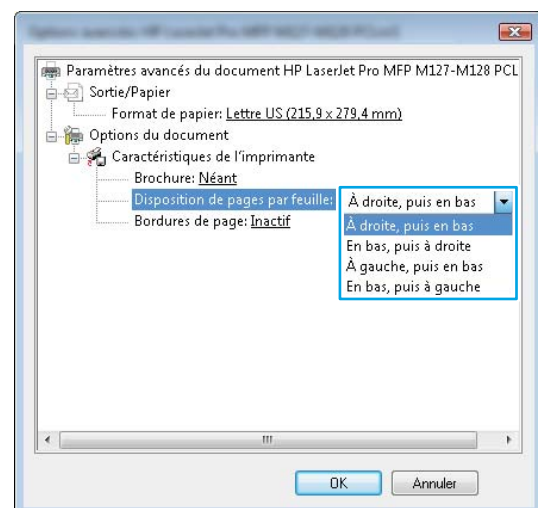 Paramètres avancés du document HP LaserJet Pro MFP M127-M128 PCL
Sortie/Papier
Format de papier: Lettre US (215,9 x 279,4 mm)
Options du document
Caractéristiques de l'imprimante
Brochure: Néant
Disposition de pages par feuille: À droite, puis en bas
Bordures de page: Inactif
À droite, puis en bas
En bas, puis à droite
À gauche, puis en bas
En bas, puis à gauche
OK Annuler